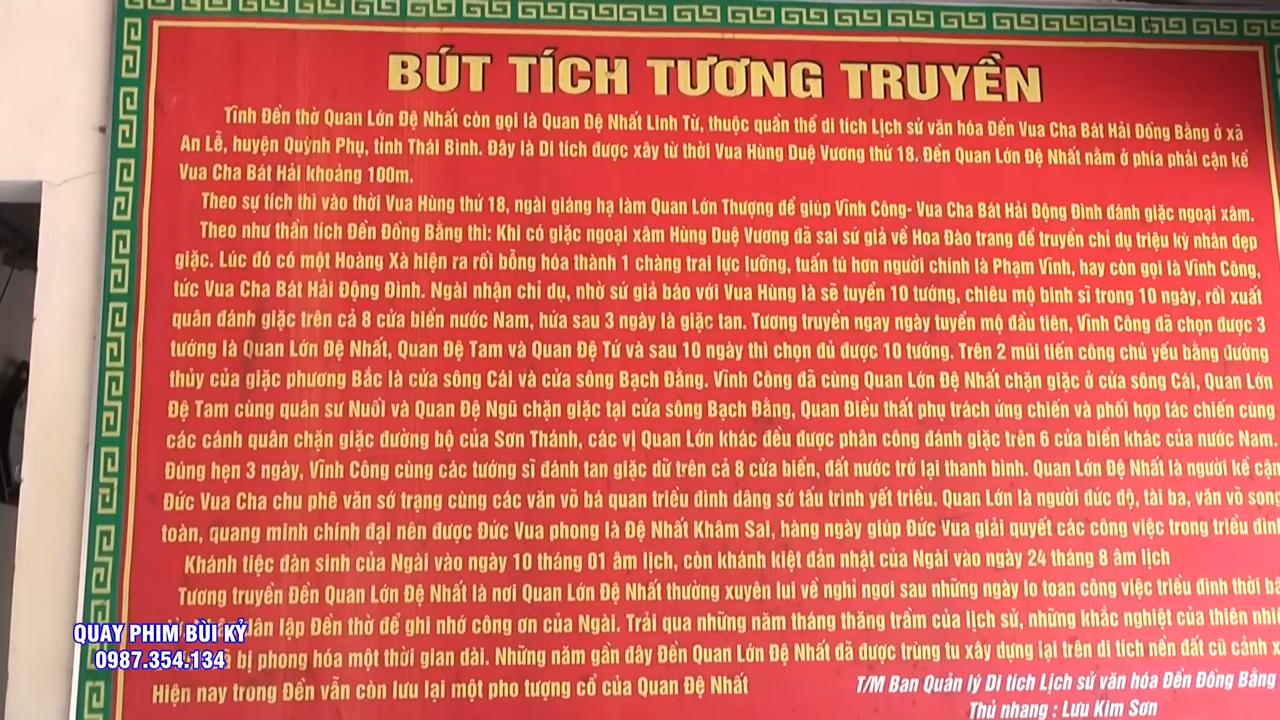 BÚT TÍCH TƯƠNG TRUYỀN
Tĩnh Đền thờ Quan Lớn Đệ Nhất còn gọi là Quan Đệ Nhất Linh Từ, thuộc quần thể di tích Lịch sử văn hóa Đền Vua Cha Bát Hải Đồng Bằng ở xã
An Lễ, huyện Quỳnh Phụ, tỉnh Thái Bình. Đây là Di tích được xây từ thời Vua Hùng Duệ Vương thứ 18. Đền Quan Lớn Đệ Nhất nằm ở phía phải cận kề
Vua Cha Bát Hải khoảng 100m.
Theo sự tích thì vào thời Vua Hùng thứ 18, ngài giáng hạ làm Quan Lớn Thượng để giúp Vĩnh Công- Vua Cha Bát Hải Động Đình đánh giặc ngoại xâm.
Theo như thần tích Đền Đồng Bằng thì: Khi có giặc ngoại xâm Hùng Duệ Vương đã sai sứ giả về Hoa Đào trang để truyền chỉ dụ triệu kỳ nhân dẹp
giặc. Lúc đó có một Hoàng Xà hiện ra rồi bỗng hóa thành 1 chàng trai lực lưỡng, tuấn tú hơn người chính là Phạm Vĩnh, hay còn gọi là Vĩnh Công,
tức Vua Cha Bát Hải Động Đình. Ngài nhận chỉ dụ, nhờ sứ giả báo với Vua Hùng là sẽ tuyển 10 tướng, chiêu mộ binh sĩ trong 10 ngày, rồi xuất
quân đánh giặc trên cả 8 cửa biển nước Nam, hứa sau 3 ngày là giặc tan. Tương truyền ngay ngày tuyển mộ đầu tiên, Vĩnh Công đã chọn được 3
tướng là Quan Lớn Đệ Nhất, Quan Đệ Tam và Quan Đệ Tứ và sau 10 ngày thì chọn đủ được 10 tướng. Trên 2 mũi tiến công chủ yếu bằng đường
thủy của giặc phương Bắc là cửa sông Cái và cửa sông Bạch Đằng. Vĩnh Công đã cùng Quan Lớn Đệ Nhất chặn giặc ở cửa sông Cái, Quan Lớn
Đệ Tam cùng quân sư Nuồi và Quan Đệ Ngũ chặn giặc tại cửa sông Bạch Đằng, Quan Điều thất phụ trách ứng chiến và phối hợp tác chiến cùng
các cánh quân chặn giặc đường bộ của Sơn Thánh, các vị Quan Lớn khác đều được phân công đánh giặc trên 6 cửa biển khác của nước Nam.
Đúng hẹn 3 ngày, Vĩnh Công cùng các tướng sĩ đánh tan giặc dữ trên cả 8 cửa biển, đất nước trở lại thanh bình. Quan Lớn Đệ Nhất là người kề cận
Đức Vua Cha chu phê văn sớ trạng cùng các văn võ bá quan triều đình dâng sớ tấu trình yết triều. Quan Lớn là người đức độ, tài ba, văn võ song
toàn, quang minh chính đại nên được Đức Vua phong là Đệ Nhất Khâm Sai, hàng ngày giúp Đức Vua giải quyết các công việc trong triều đình
Khánh tiệc đàn sinh của Ngài vào ngày 10 tháng 01 âm lịch, còn khánh kiệt đản nhật của Ngài vào ngày 24 tháng 8 âm lịch
Tương truyền Đền Quan Lớn Đệ Nhất là nơi Quan Lớn Đệ Nhất thường xuyên lui về nghỉ ngơi sau những ngày lo toan công việc triều đình thời
dân lập Đền thờ để ghi nhớ công ơn của Ngài. Trải qua những năm tháng thăng trầm của lịch sử, những khắc nghiệt của thiên
bị phong hóa một thời gian dài. Những năm gần đây Đền Quan Lớn Đệ Nhất đã được trùng tu xây dựng lại trên di tích nền đất cũ cảnh
Hiện nay trong Đền vẫn còn lưu lại một pho tượng cổ của Quan Đệ Nhất
T/M Ban Quản lý Di tích Lịch sử văn hóa Đền Đồng Bằng
Thủ nhang : Lưu Kim Sơn
QUAY PHIM BÙI KỶ
0987.354.134